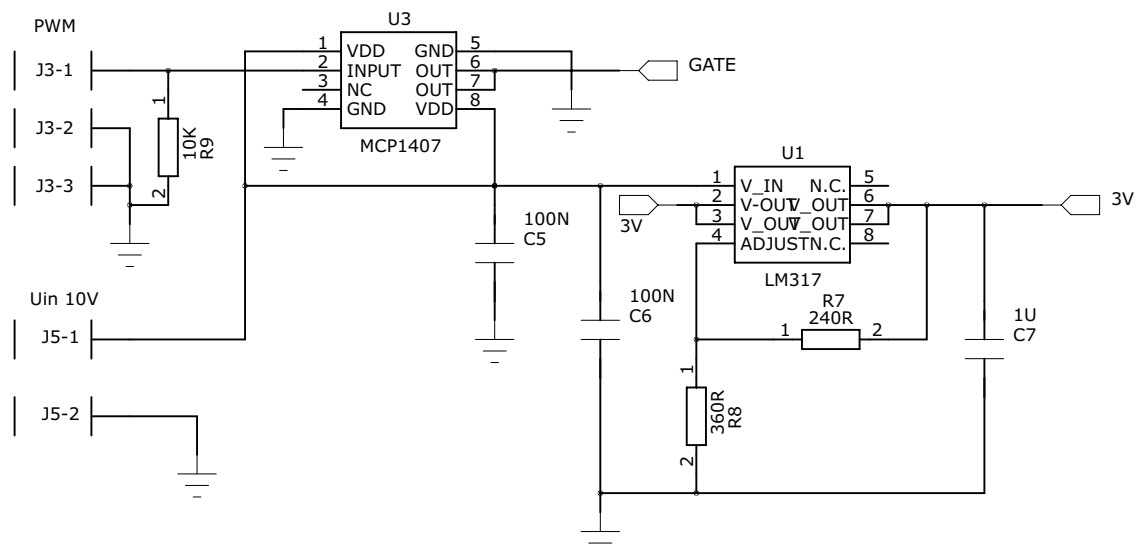 PWM
J3-1
J3-2
J3-3
1
10K
R9
2
U3
1 VDD GND 5
2 INPUT OUT 6
3 NC OUT 7
4 GND VDD 8
MCP1407
GATE
U1
1 V_IN N.C. 5
2 V-OUT V_OUT 6
3 V_OUT V_OUT 7
4 ADJUST N.C. 8
LM317
3V
3V
100N
C5
100N
C6
R7
1 240R 2
1U
C7
1
360R
R8
2
Uin 10V
J5-1
J5-2